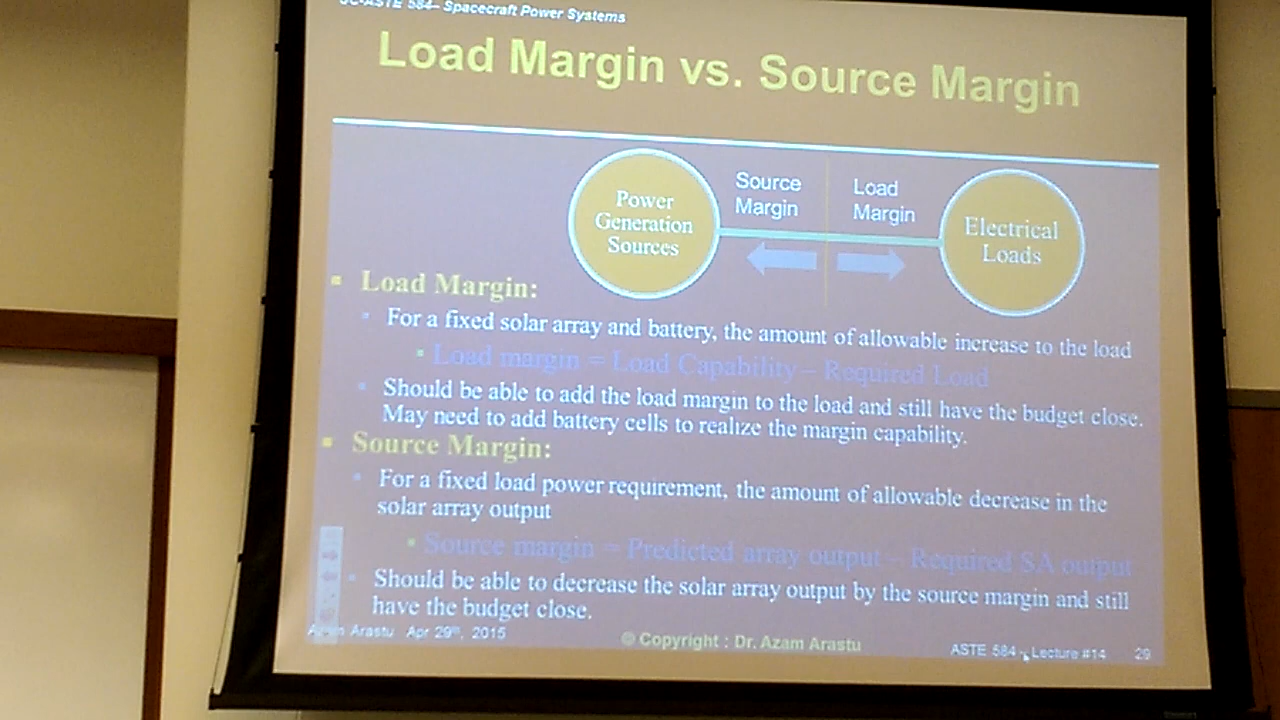 584– Spacecraft Power Systems
Load Margin vs. Source Margin
Power
Generation
Sources
Source
Margin
Load
Margin
Electrical
Loads
Load Margin:
For a fixed solar array and battery, the amount of allowable increase to the load
Load margin = Load Capability – Required Load
Should be able to add the load margin to the load and still have the budget close.
May need to add battery cells to realize the margin capability.
Source Margin:
For a fixed load power requirement, the amount of allowable decrease in the
solar array output
Source margin = Predicted array output – Required SA output
Should be able to decrease the solar array output by the source margin and still
have the budget close.
Arastu Apr 29th, 2015
© Copyright : Dr. Azam Arastu
ASTE 584 - Lecture #14
29